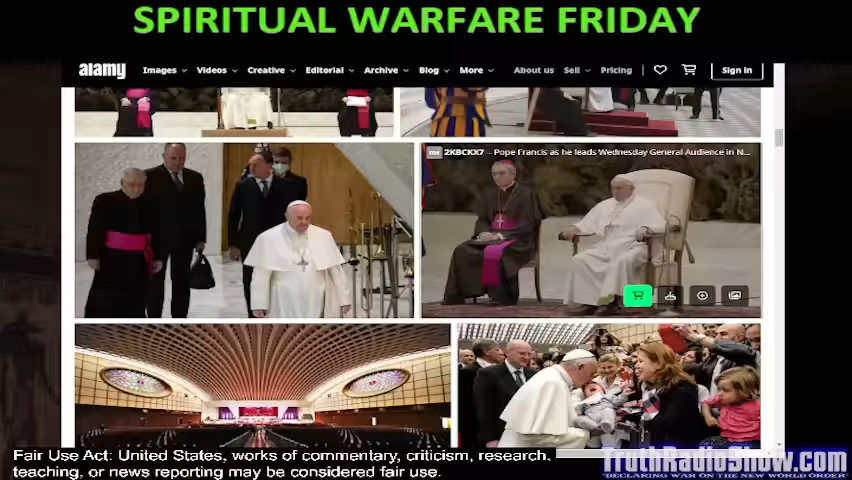 SPIRITUAL WARFARE FRIDAY
alamy Images Videos Creative Editorial Archive Blog More About us Sell Pricing Sign in
2KBCKX7 – Pope Francis as he leads Wednesday General Audience in N...
Fair Use Act: United States, works of commentary, criticism, research,
teaching, or news reporting may be considered fair use.
TruthRadioShow.com
"DECLARING WAR ON THE NEW WORLD ORDER"